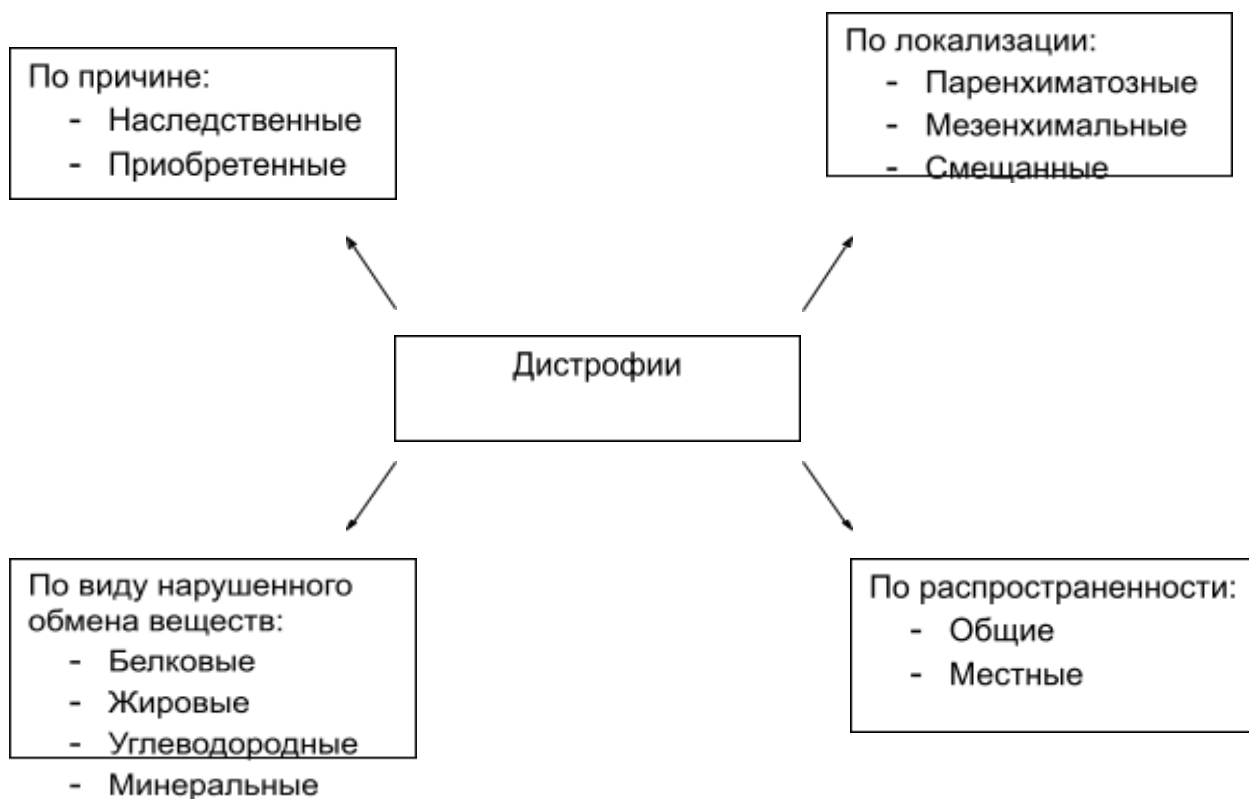 По причине:
- Наследственные
- Приобретенные
По локализации:
- Паренхиматозные
- Мезенхимальные
- Смещанные
Дистрофии
По виду нарушенного
обмена веществ:
- Белковые
- Жировые
- Углеводородные
- Минеральные
По распространенности:
- Общие
- Местные